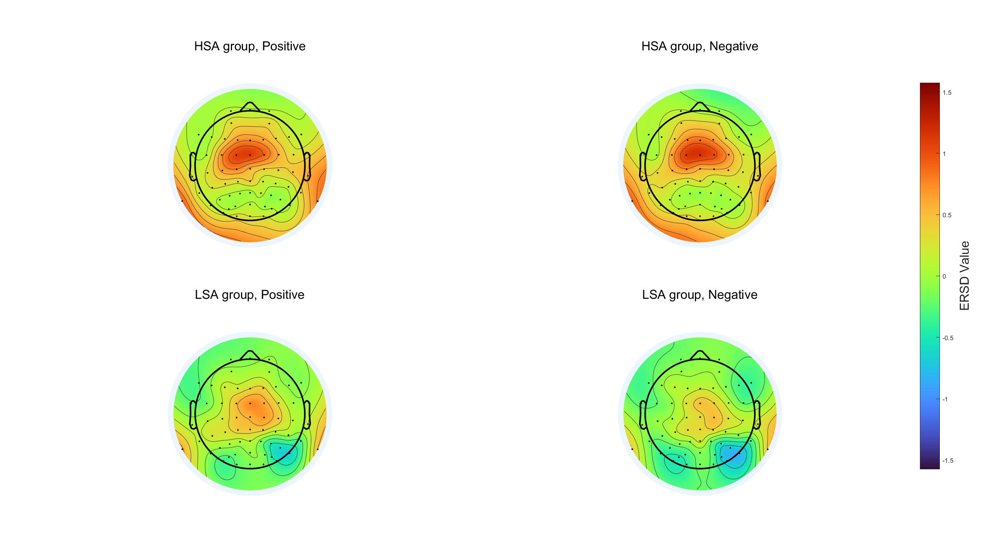 HSA group, Positive
HSA group, Negative
LSA group, Positive
LSA group, Negative
1.5
1
0.5
0
-0.5
-1
-1.5
ERSD Value